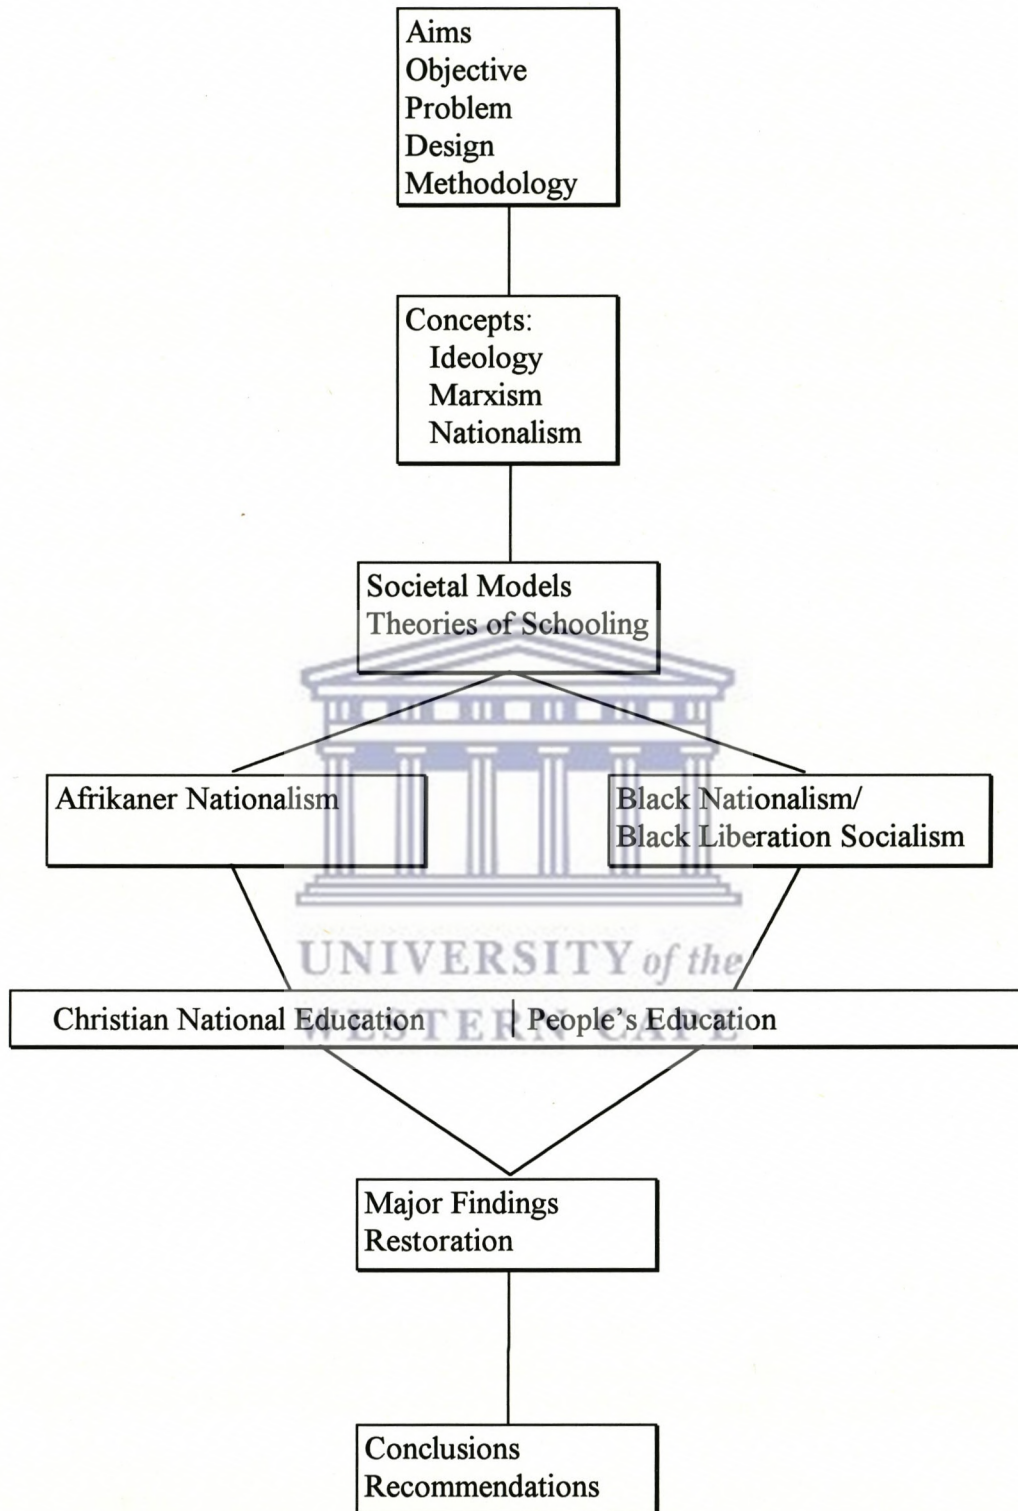 Aims
Objective
Problem
Design
Methodology
Concepts:
Ideology
Marxism
Nationalism
Societal Models
Theories of Schooling
Afrikaner Nationalism
Black Nationalism/
Black Liberation Socialism
UNIVERSITY of the
WESTERN CAPE
Christian National Education | People's Education
Major Findings
Restoration
Conclusions
Recommendations